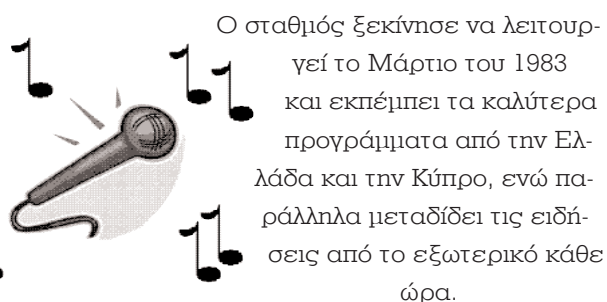 Ο σταθμός ξεκίνησε να λειτουρ-
γεί το Μάρτιο του 1983
και εκπέμπει τα καλύτερα
προγράμματα από την Ελ-
λάδα και την Κύπρο, ενώ πα-
ράλληλα μεταδίδει τις ειδή-
σεις από το εξωτερικό κάθε
ώρα.